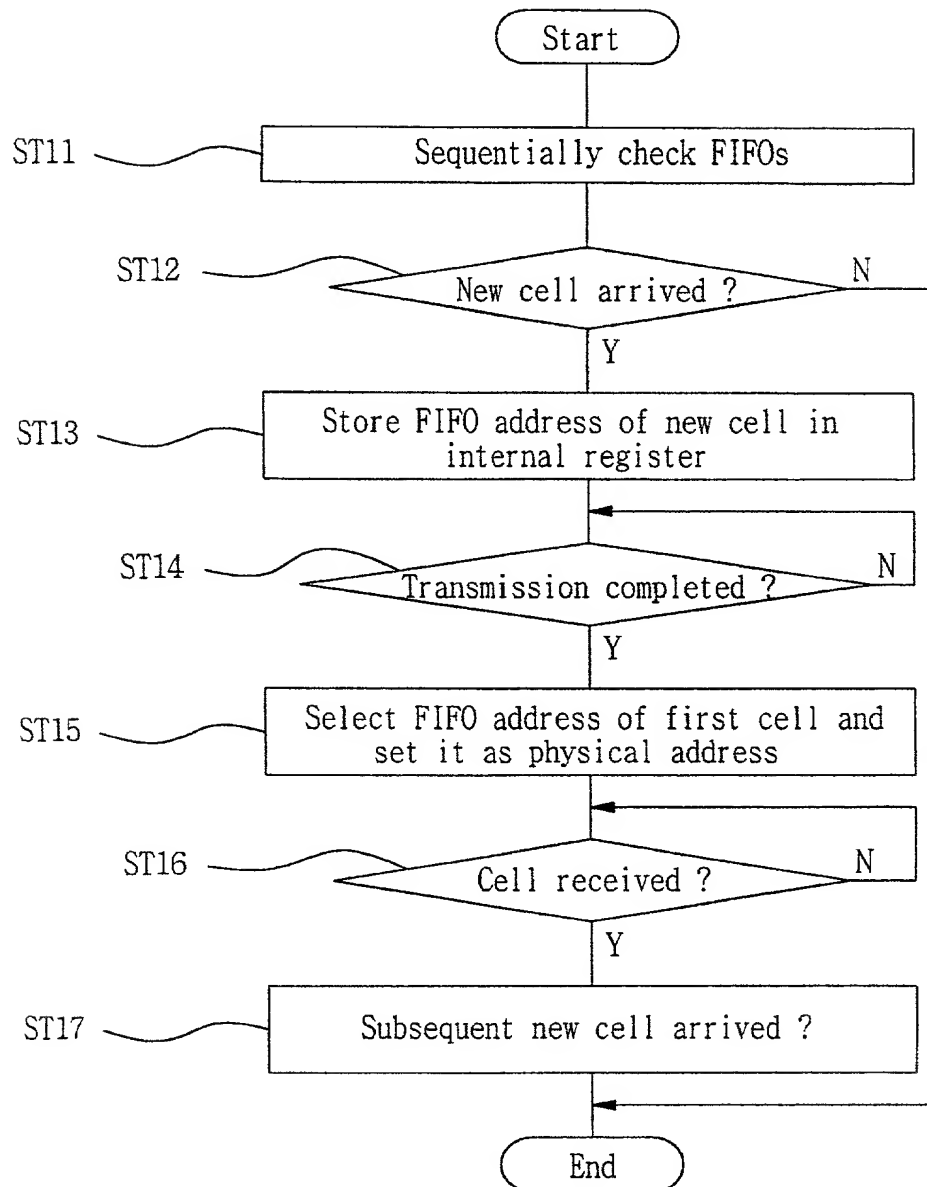 Start
ST11
Sequentially check FIFOs
ST12
New cell arrived ?
N
Y
ST13
Store FIFO address of new cell in
internal register
ST14
Transmission completed ?
N
Y
ST15
Select FIFO address of first cell and
set it as physical address
ST16
Cell received ?
N
Y
ST17
Subsequent new cell arrived ?
End